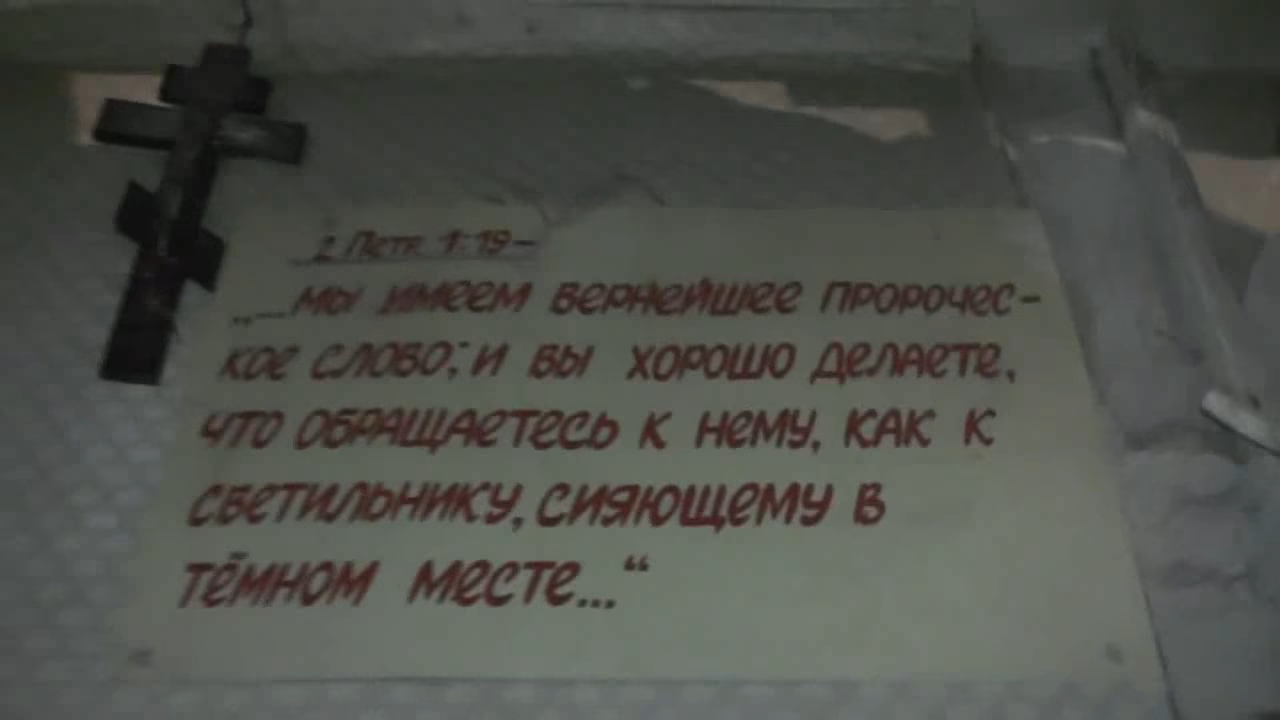 2 Петр. 1:19-
„...мы имеем вернейшее пророчес-
кое слово; и вы хорошо делаете,
что обращаетесь к нему, как к
светильнику, сияющему в
тёмном месте...“